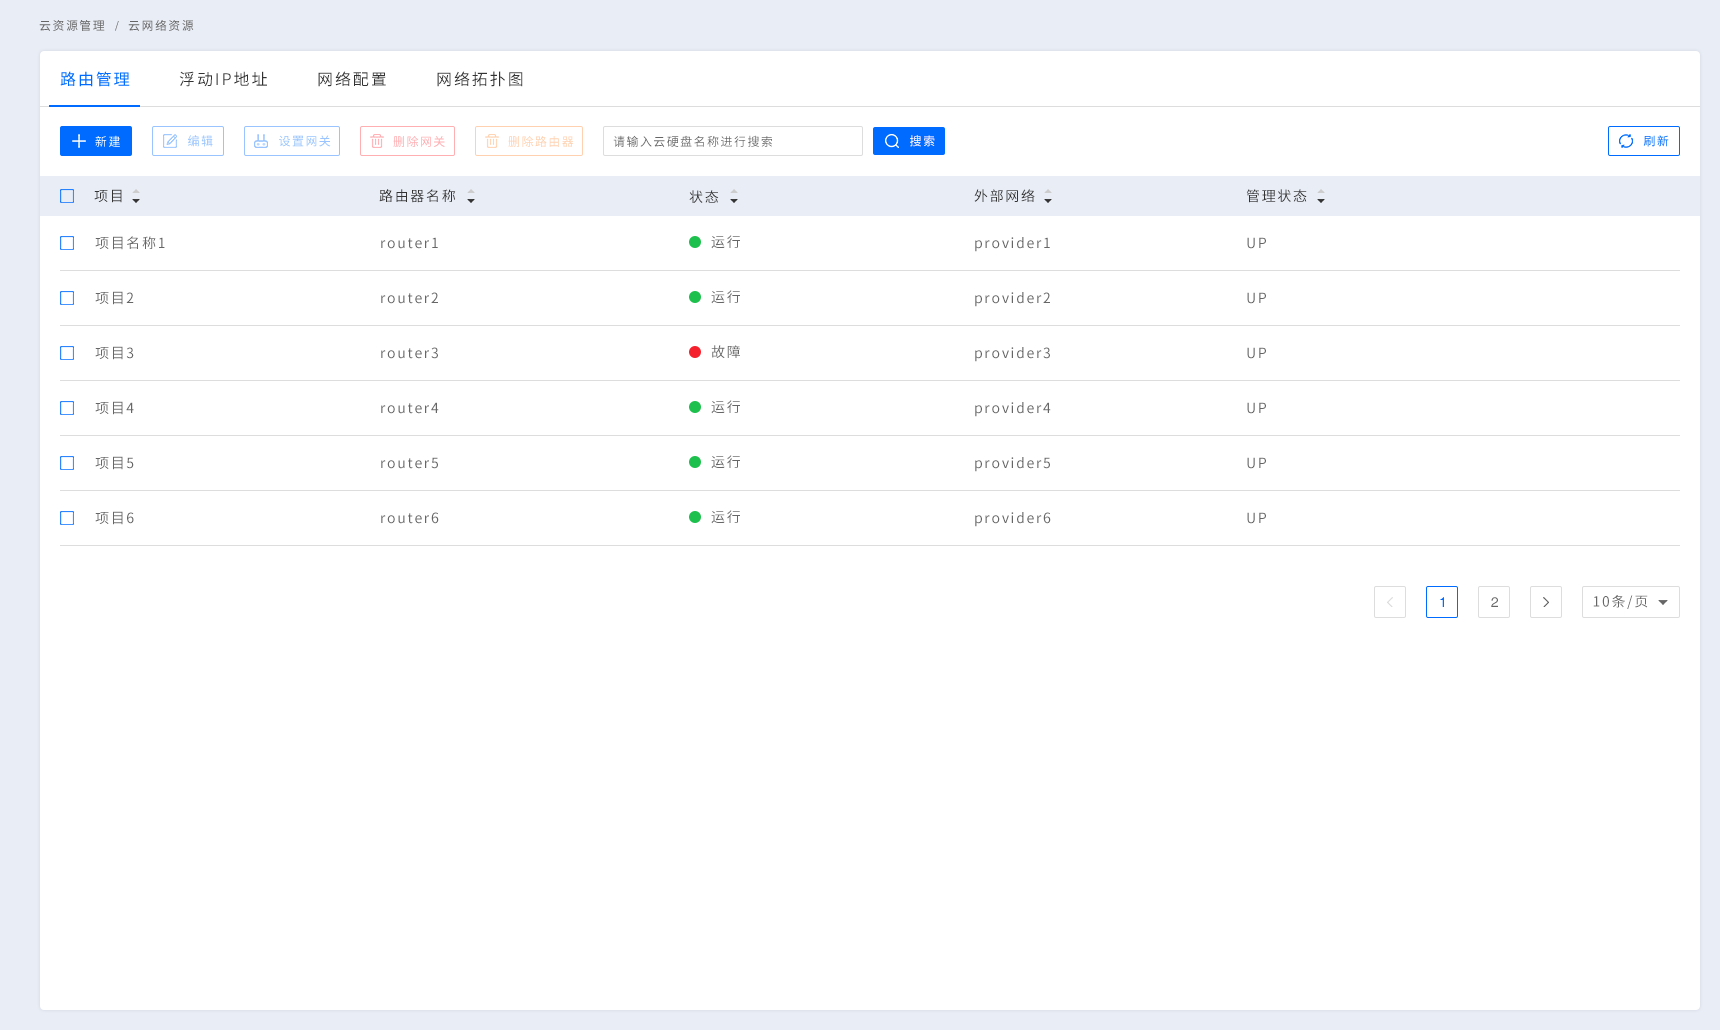 云资源管理 / 云网络资源
路由管理 浮动IP地址 网络配置 网络拓扑图
新建 编辑 设置网关 删除网关 删除路由器 请输入云硬盘名称进行搜索 搜索 刷新
项目 路由器名称 状态 外部网络 管理状态
项目名称1 router1 运行 provider1 UP
项目2 router2 运行 provider2 UP
项目3 router3 故障 provider3 UP
项目4 router4 运行 provider4 UP
项目5 router5 运行 provider5 UP
项目6 router6 运行 provider6 UP
1 2 10条/页